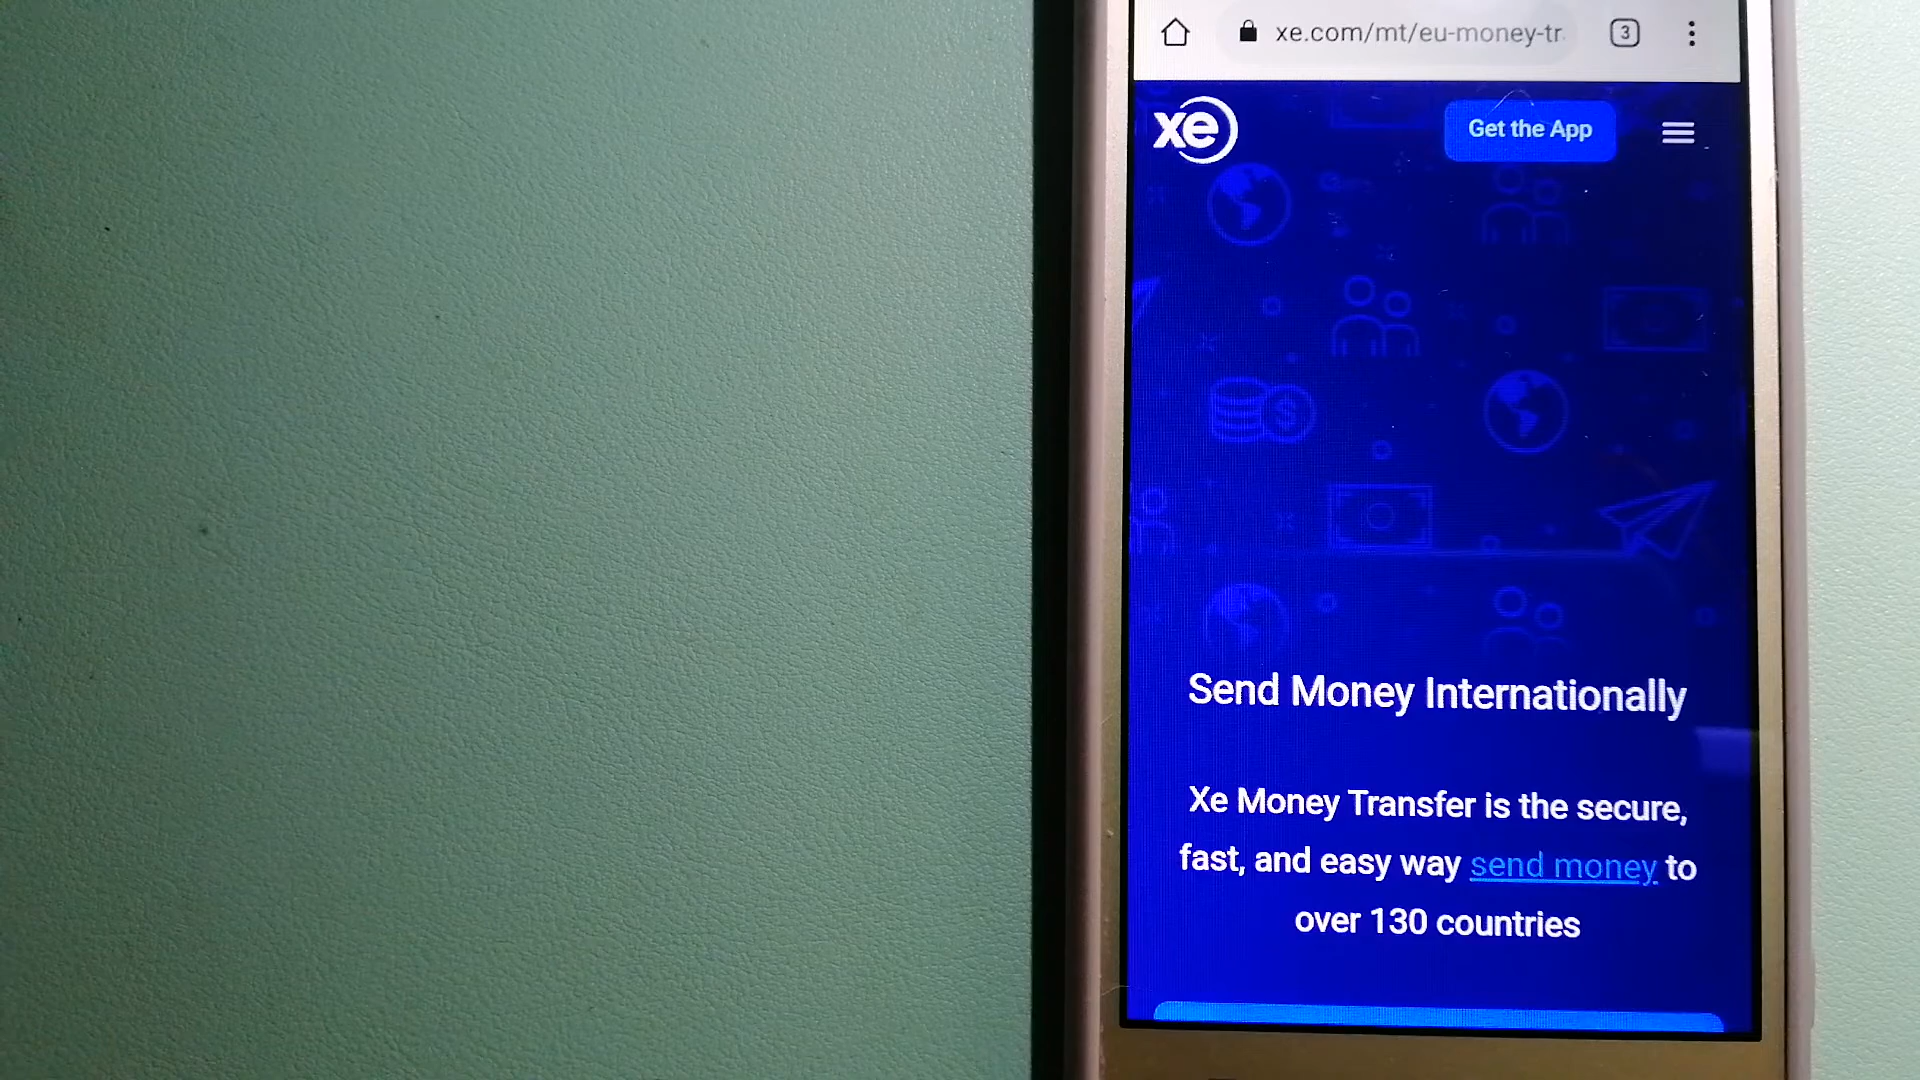 xe.com/mt/eu-money-tr
3
xe
Get the App
Send Money Internationally
Xe Money Transfer is the secure,
fast, and easy way send money to
over 130 countries